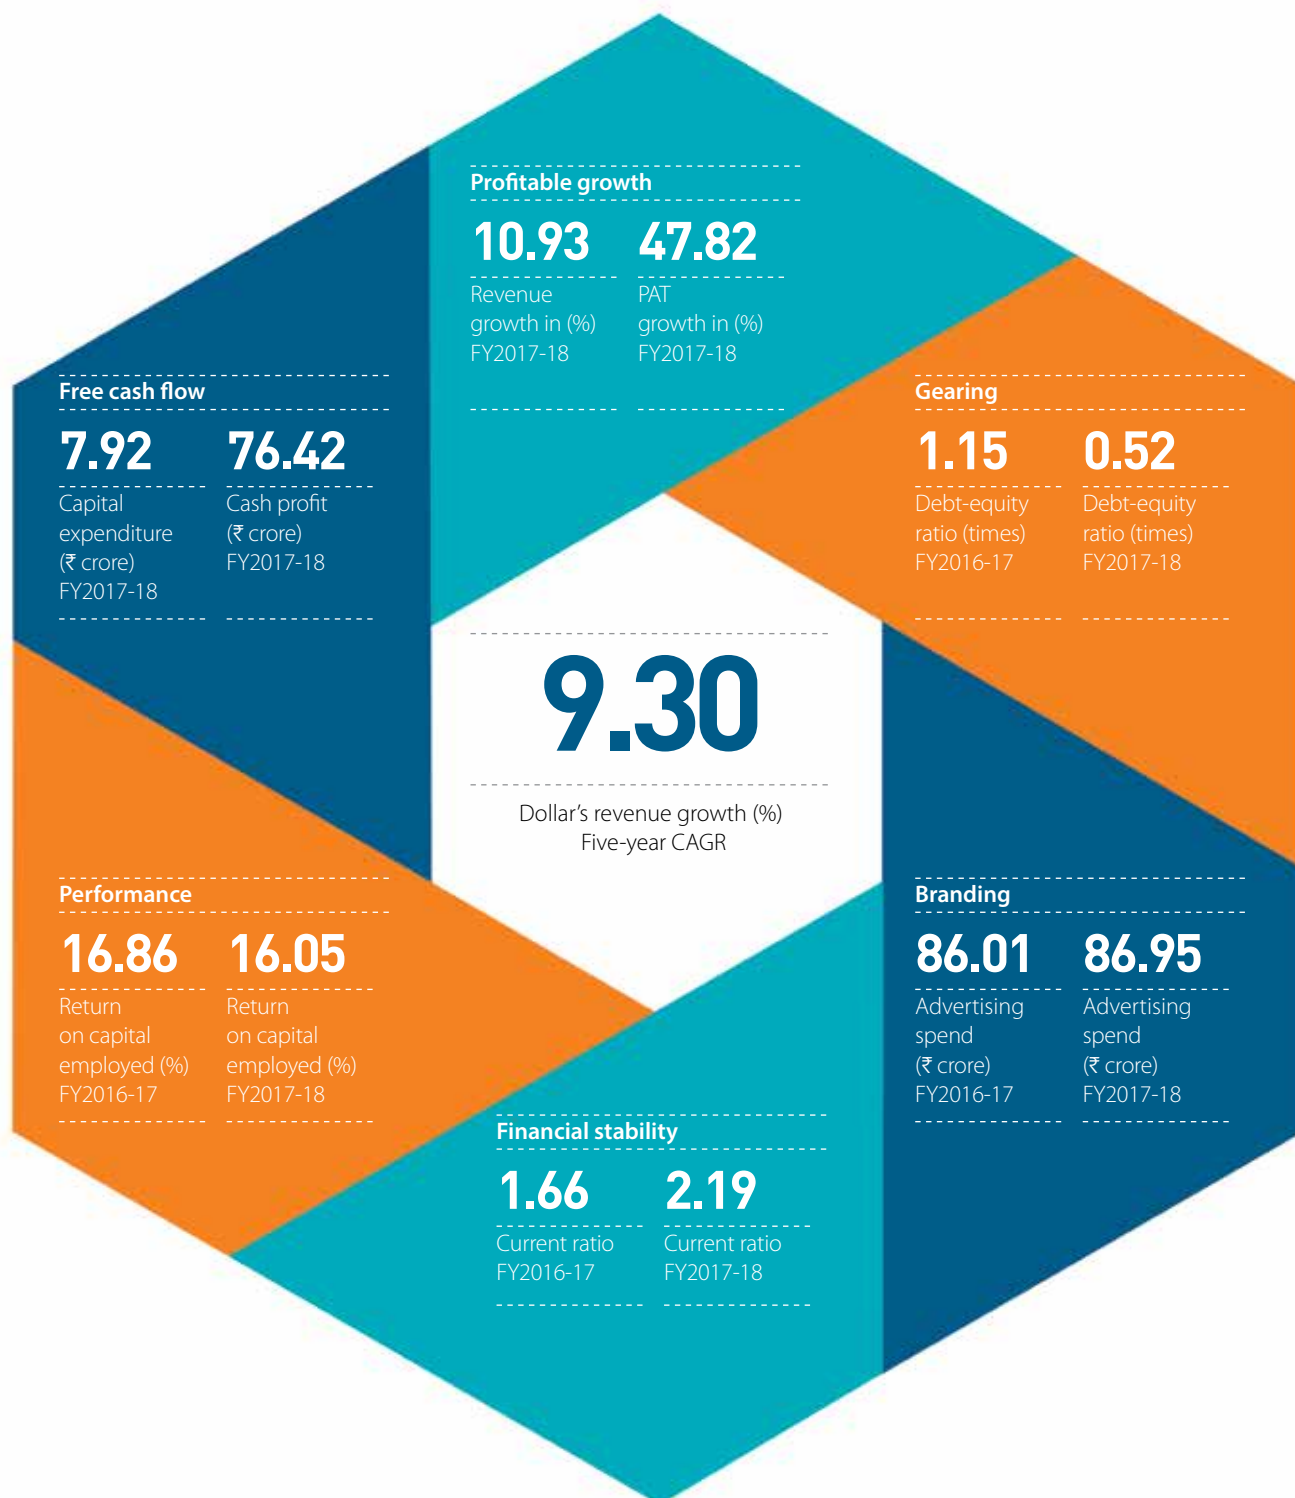 Profitable growth
10.93 47.82
Revenue PAT
growth in (%) growth in (%)
FY2017-18 FY2017-18
Free cash flow
7.92 76.42
Capital Cash profit
expenditure (₹ crore)
(₹ crore) FY2017-18
FY2017-18
Gearing
1.15 0.52
Debt-equity Debt-equity
ratio (times) ratio (times)
FY2016-17 FY2017-18
9.30
Dollar’s revenue growth (%)
Five-year CAGR
Performance
16.86 16.05
Return Return
on capital on capital
employed (%) employed (%)
FY2016-17 FY2017-18
Branding
86.01 86.95
Advertising Advertising
spend spend
(₹ crore) (₹ crore)
FY2016-17 FY2017-18
Financial stability
1.66 2.19
Current ratio Current ratio
FY2016-17 FY2017-18